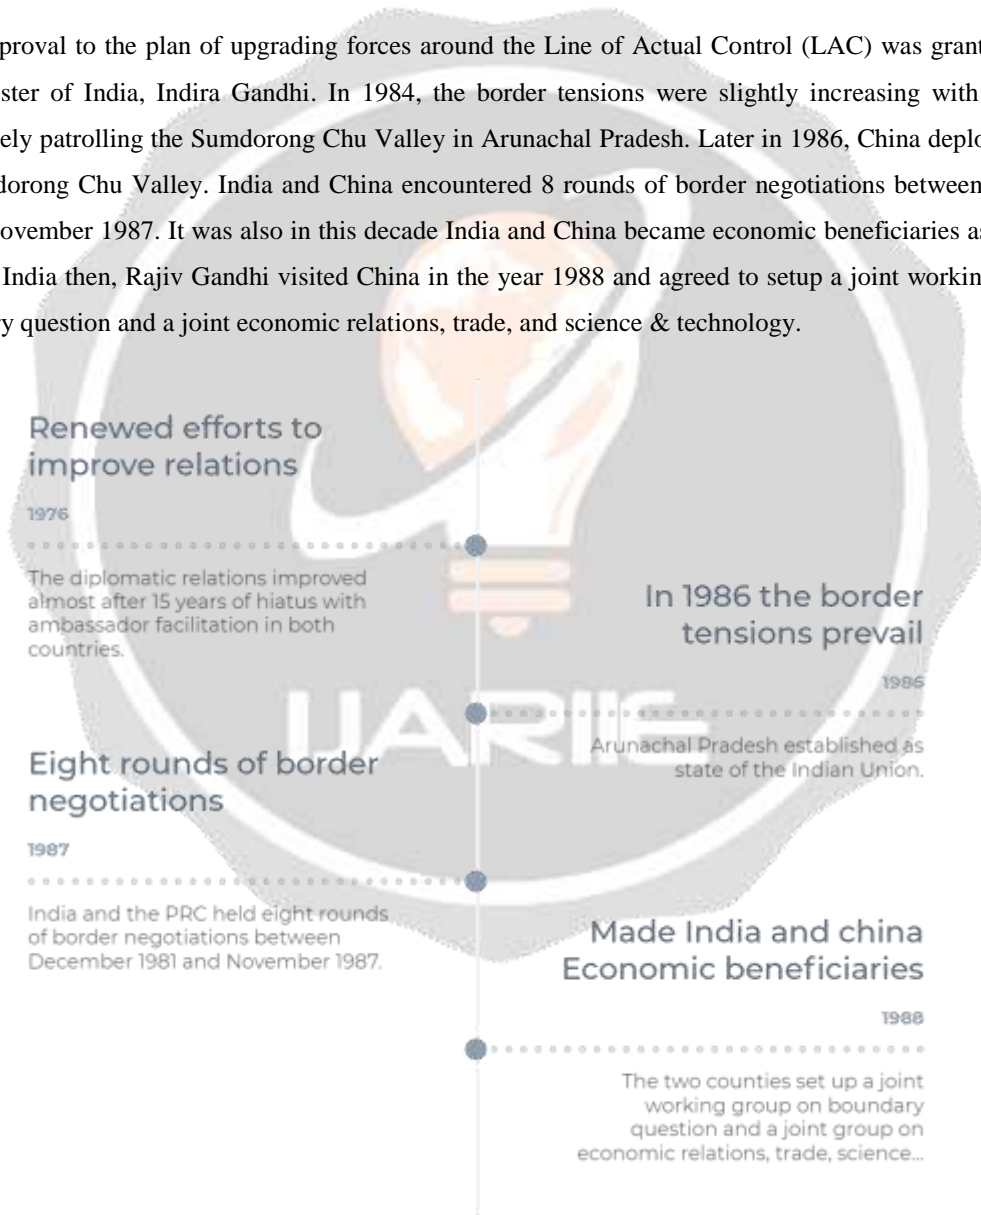 proval to the plan of upgrading forces around the Line of Actual Control (LAC) was grant
ster of India, Indira Gandhi. In 1984, the border tensions were slightly increasing with
ely patrolling the Sumdorong Chu Valley in Arunachal Pradesh. Later in 1986, China deplo
dorong Chu Valley. India and China encountered 8 rounds of border negotiations between
ovember 1987. It was also in this decade India and China became economic beneficiaries as
India then, Rajiv Gandhi visited China in the year 1988 and agreed to setup a joint workin
ry question and a joint economic relations, trade, and science & technology.
Renewed efforts to
improve relations
1976
The diplomatic relations improved
almost after 15 years of hiatus with
ambassador facilitation in both
countries.
In 1986 the border
tensions prevail
1986
Arunachal Pradesh established as
state of the Indian Union.
Eight rounds of border
negotiations
1987
India and the PRC held eight rounds
of border negotiations between
December 1981 and November 1987.
Made India and china
Economic beneficiaries
1988
The two counties set up a joint
working group on boundary
question and a joint group on
economic relations, trade, science...
IJARIIE